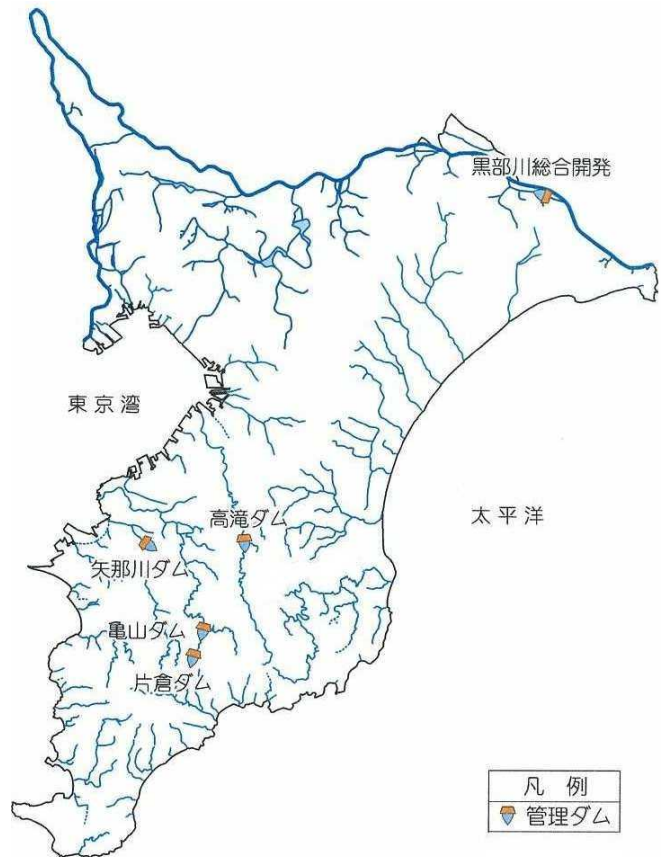 黒部川総合開発
東京湾
太平洋
高滝ダム
矢那川ダム
亀山ダム
片倉ダム
凡例
管理ダム